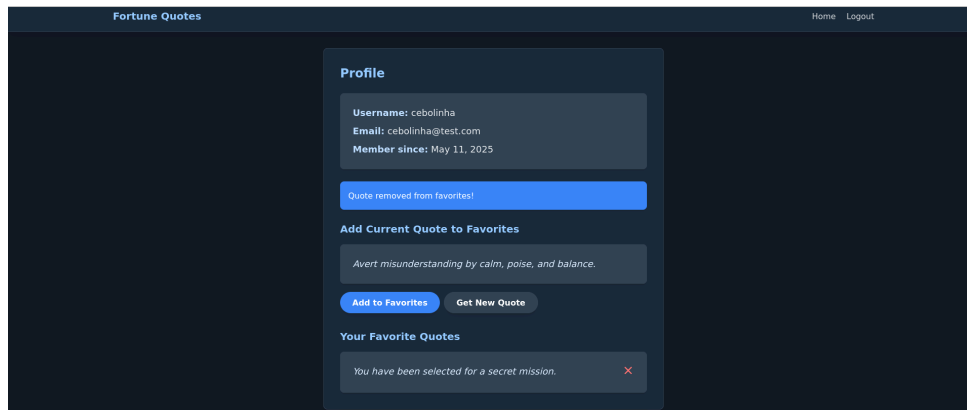 Fortune Quotes
Home Logout
Profile
Username: cebolinha
Email: cebolinha@test.com
Member since: May 11, 2025
Quote removed from favorites!
Add Current Quote to Favorites
Avert misunderstanding by calm, poise, and balance.
Add to Favorites Get New Quote
Your Favorite Quotes
You have been selected for a secret mission.